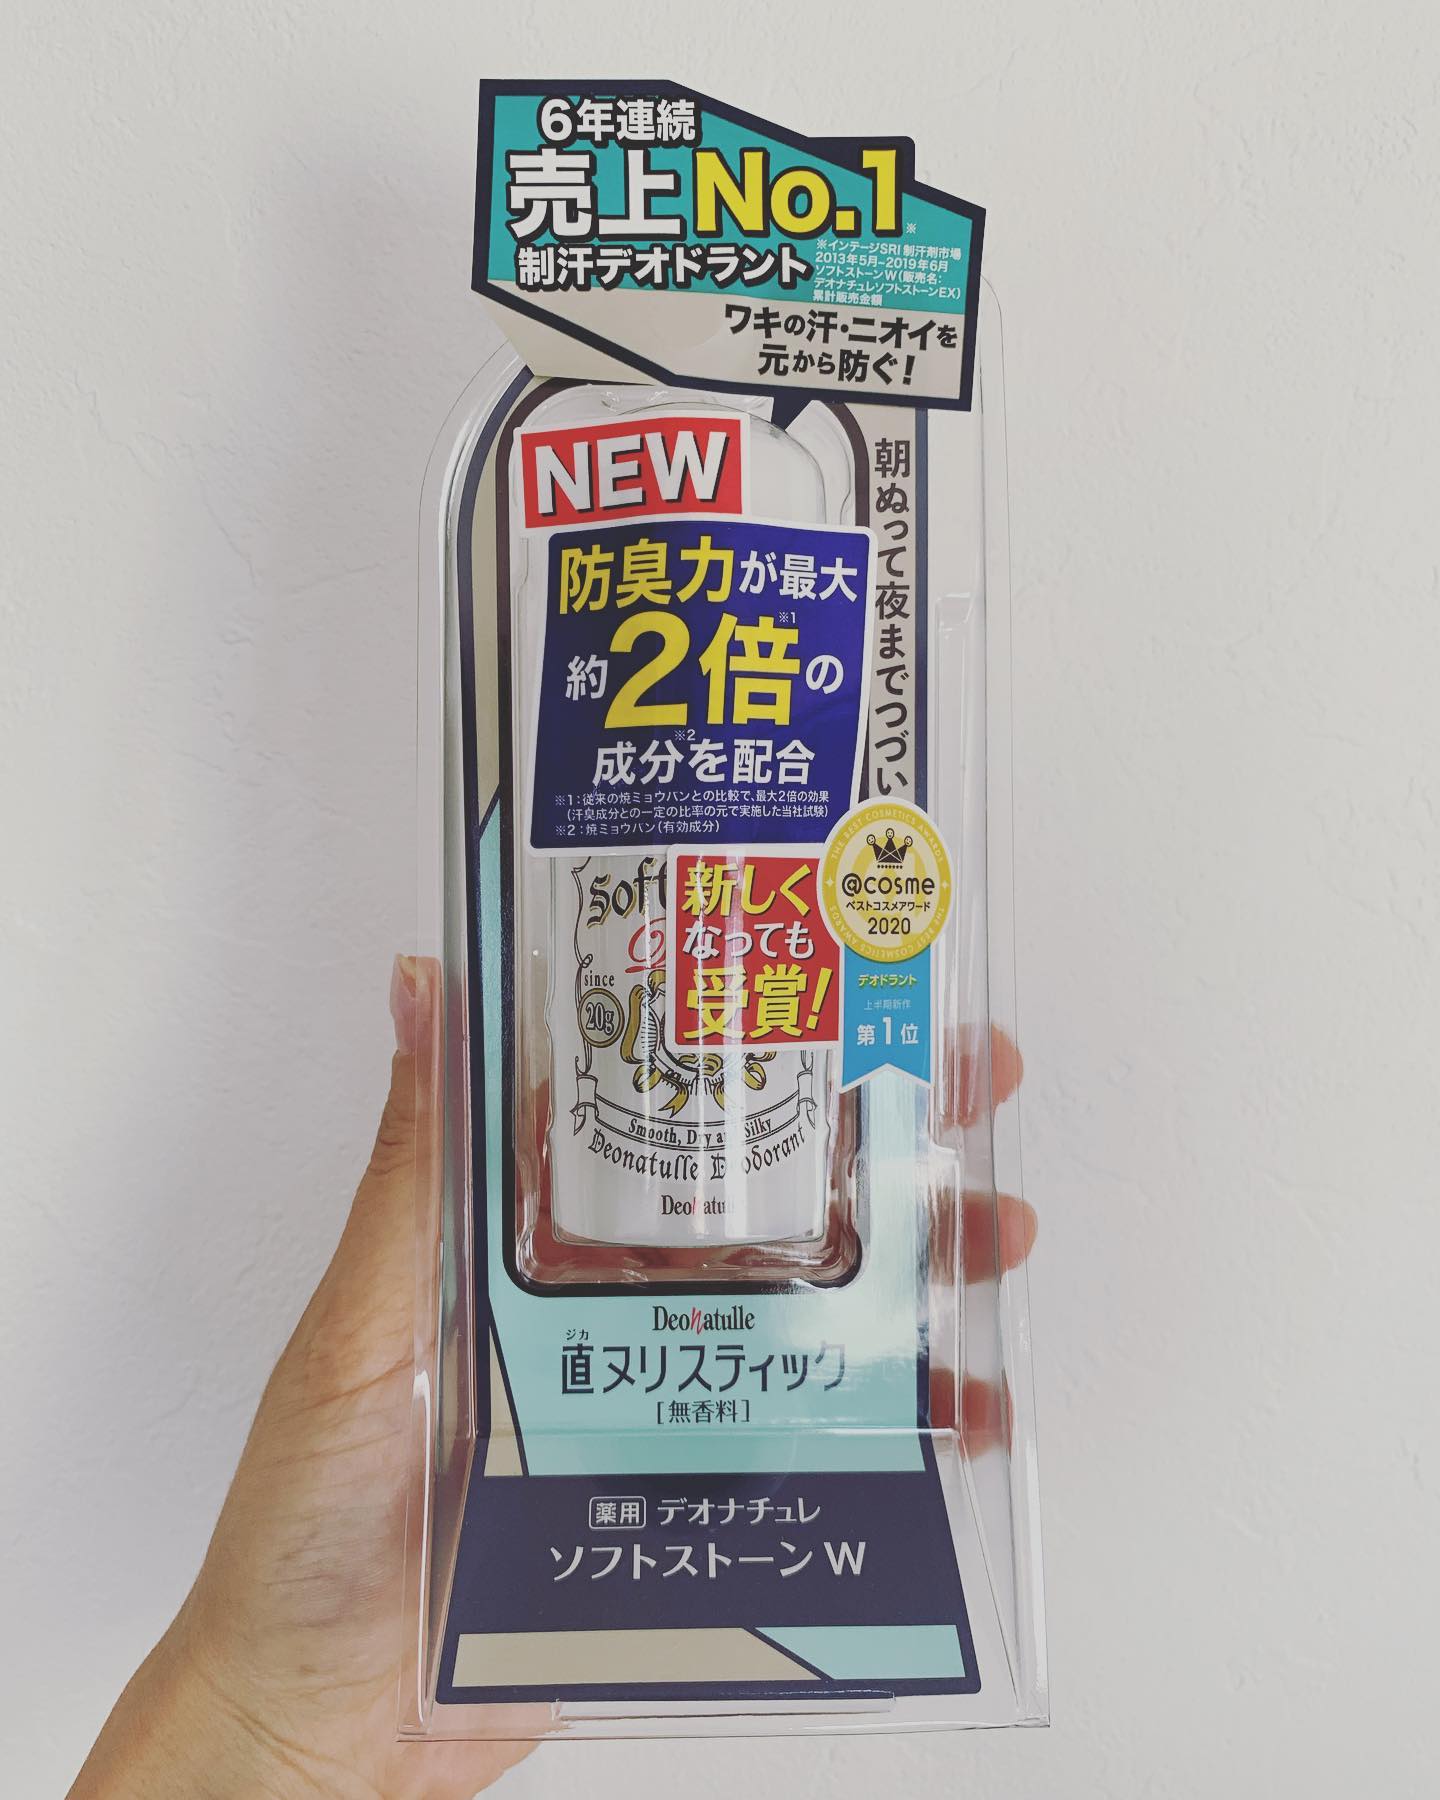 6年連続
売上No.1※
制汗デオドラント
※インテージSRI 制汗剤市場
2013年5月-2019年6月
ソフトストーンW(販売名:
デオナチュレソフトストーンEX)
累計販売金額
ワキの汗・ニオイを
元から防ぐ!
朝ぬって夜までつづい
NEW
防臭力が最大
約2倍※1の
成分※2を配合
※1:従来の焼ミョウバンとの比較で、最大2倍の効果
(汗臭成分との一定の比率の元で実施した当社試験)
※2:焼ミョウバン(有効成分)
新しく
なっても
受賞!
THE BEST COSMETICS AWARDS
@cosme
ベストコスメアワード
2020
THE BEST COSMETICS AWARDS
デオドラント
上半期新作
第1位
Soft
since
20g
Smooth, Dry and Silky
Deonatulle Deodorant
Deonatul
Deonatulle
ジカ
直ヌリスティック
[無香料]
薬用 デオナチュレ
ソフトストーンW